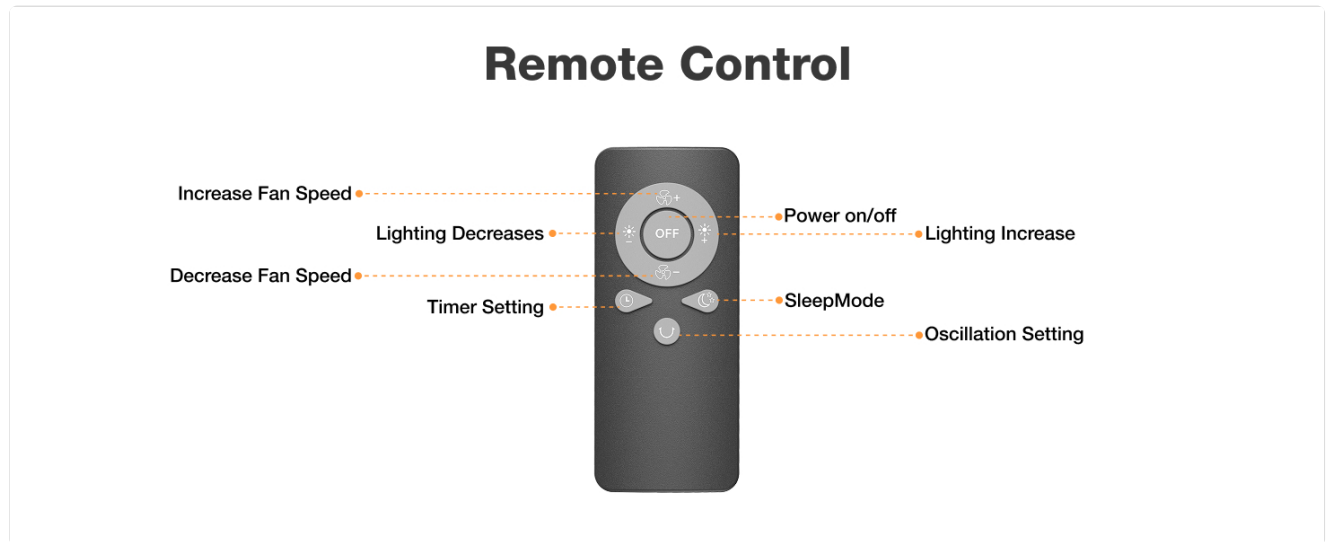 Remote Control
Increase Fan Speed
Power on/off
Lighting Decreases
OFF
Lighting Increase
Decrease Fan Speed
Timer Setting
SleepMode
Oscillation Setting